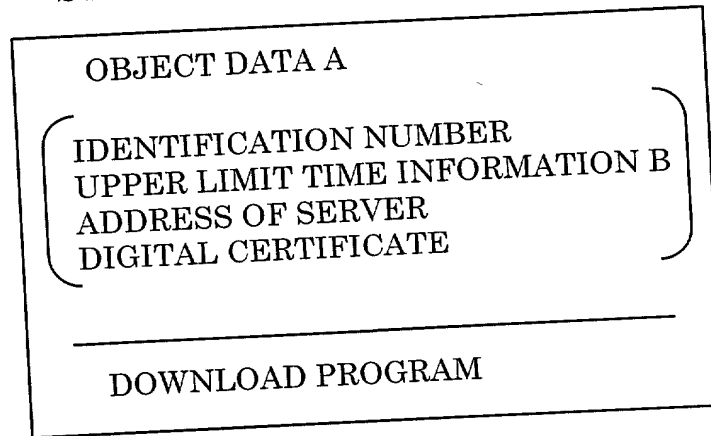 OBJECT DATA A
IDENTIFICATION NUMBER
UPPER LIMIT TIME INFORMATION B
ADDRESS OF SERVER
DIGITAL CERTIFICATE
DOWNLOAD PROGRAM